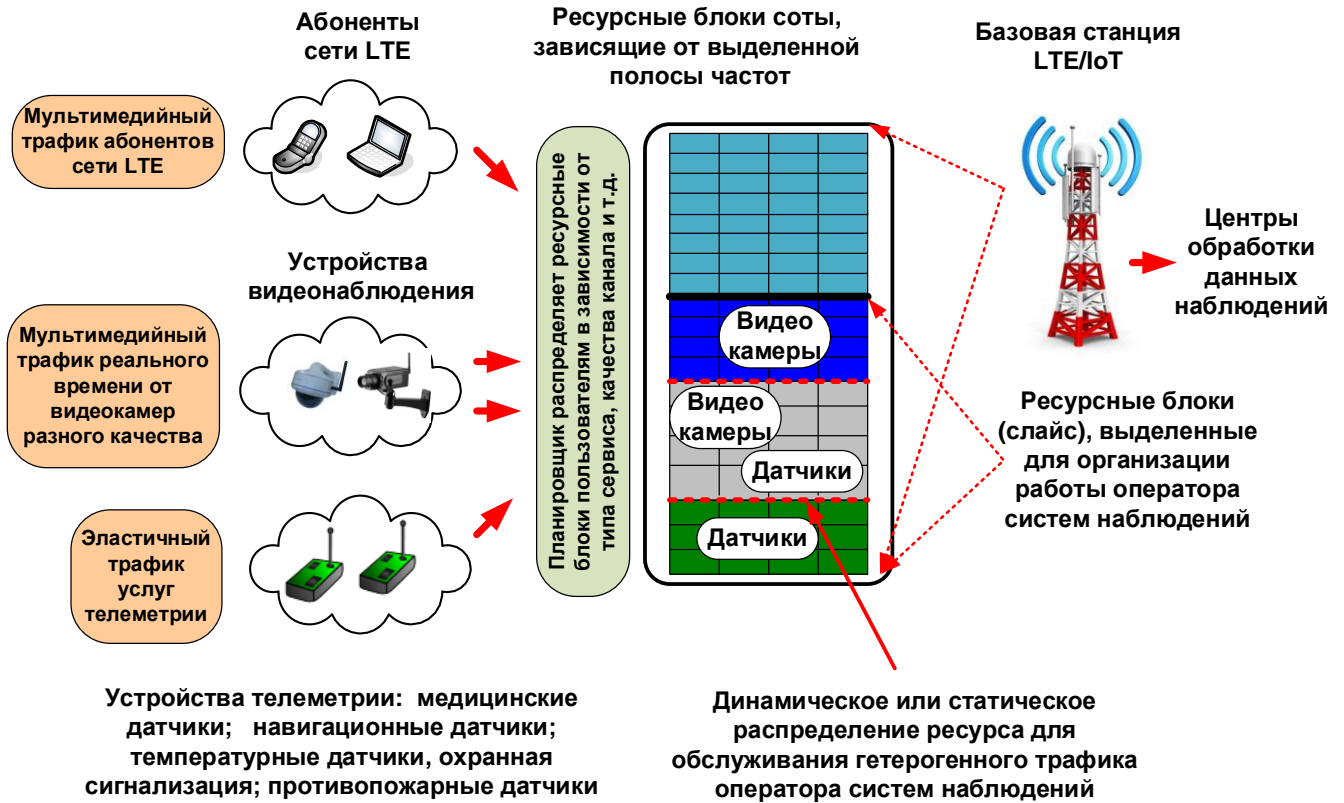 Абоненты
сети LTE
Ресурсные блоки соты,
зависящие от выделенной
полосы частот
Базовая станция
LTE/IoT
Мультимедийный
трафик абонентов
сети LTE
Устройства
видеонаблюдения
Мультимедийный
трафик реального
времени от
видеокамер
разного качества
Эластичный
трафик
услуг
телеметрии
Планировщик распределяет ресурсные
блоки пользователям в зависимости от
типа сервиса, качества канала и т.д.
Видео
камеры
Видео
камеры
Датчики
Датчики
Центры
обработки
данных
наблюдений
Ресурсные блоки
(слайс), выделенные
для организации
работы оператора
систем наблюдений
Устройства телеметрии: медицинские
датчики; навигационные датчики;
температурные датчики, охранная
сигнализация; противопожарные датчики
Динамическое или статическое
распределение ресурса для
обслуживания гетерогенного трафика
оператора систем наблюдений